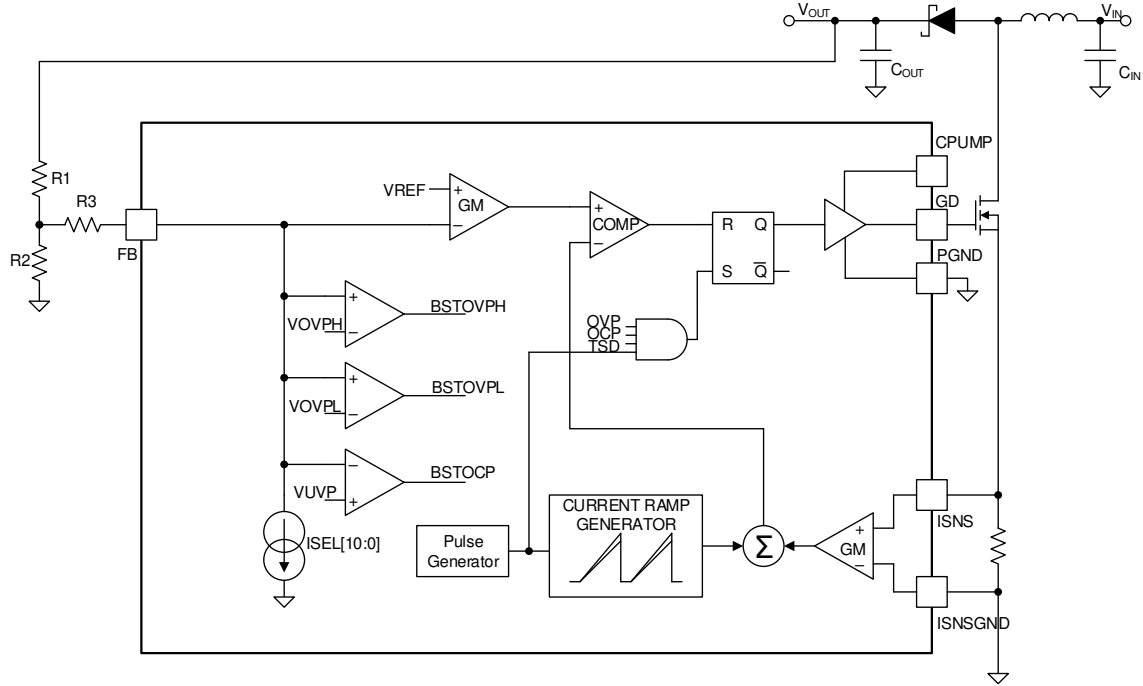 VOUT
VIN
COUT
CIN
CPUMP
R1
R3
VREF
+
GM
−
+
COMP
−
R Q
S Q̅
GD
FB
R2
PGND
+
BSTOVPH
VOVPH
−
OVP
OCP
TSD
+
BSTOVPL
VOVPL
−
−
BSTOCP
VUVP
+
CURRENT RAMP
GENERATOR
ISNS
ISEL[10:0]
Pulse
Generator
Σ
+
GM
−
ISNSGND